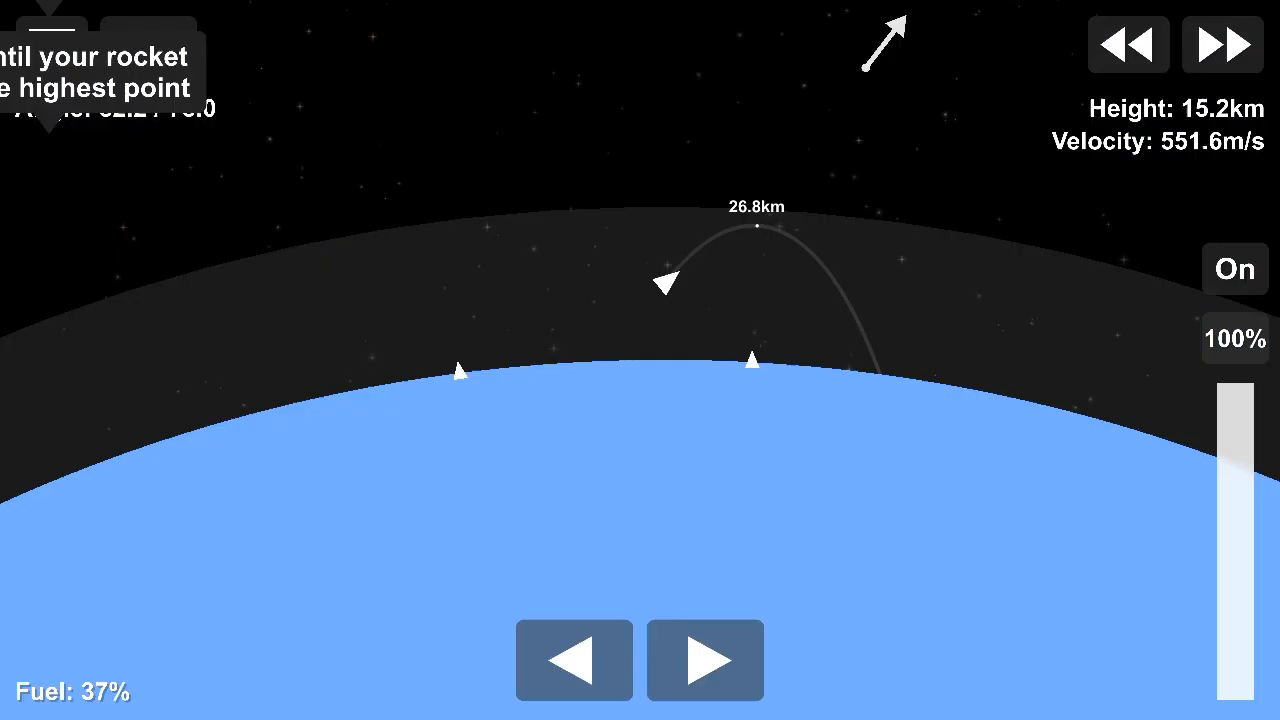 ntil your rocket
e highest point
Height: 15.2km
Velocity: 551.6m/s
26.8km
On
100%
Fuel: 37%